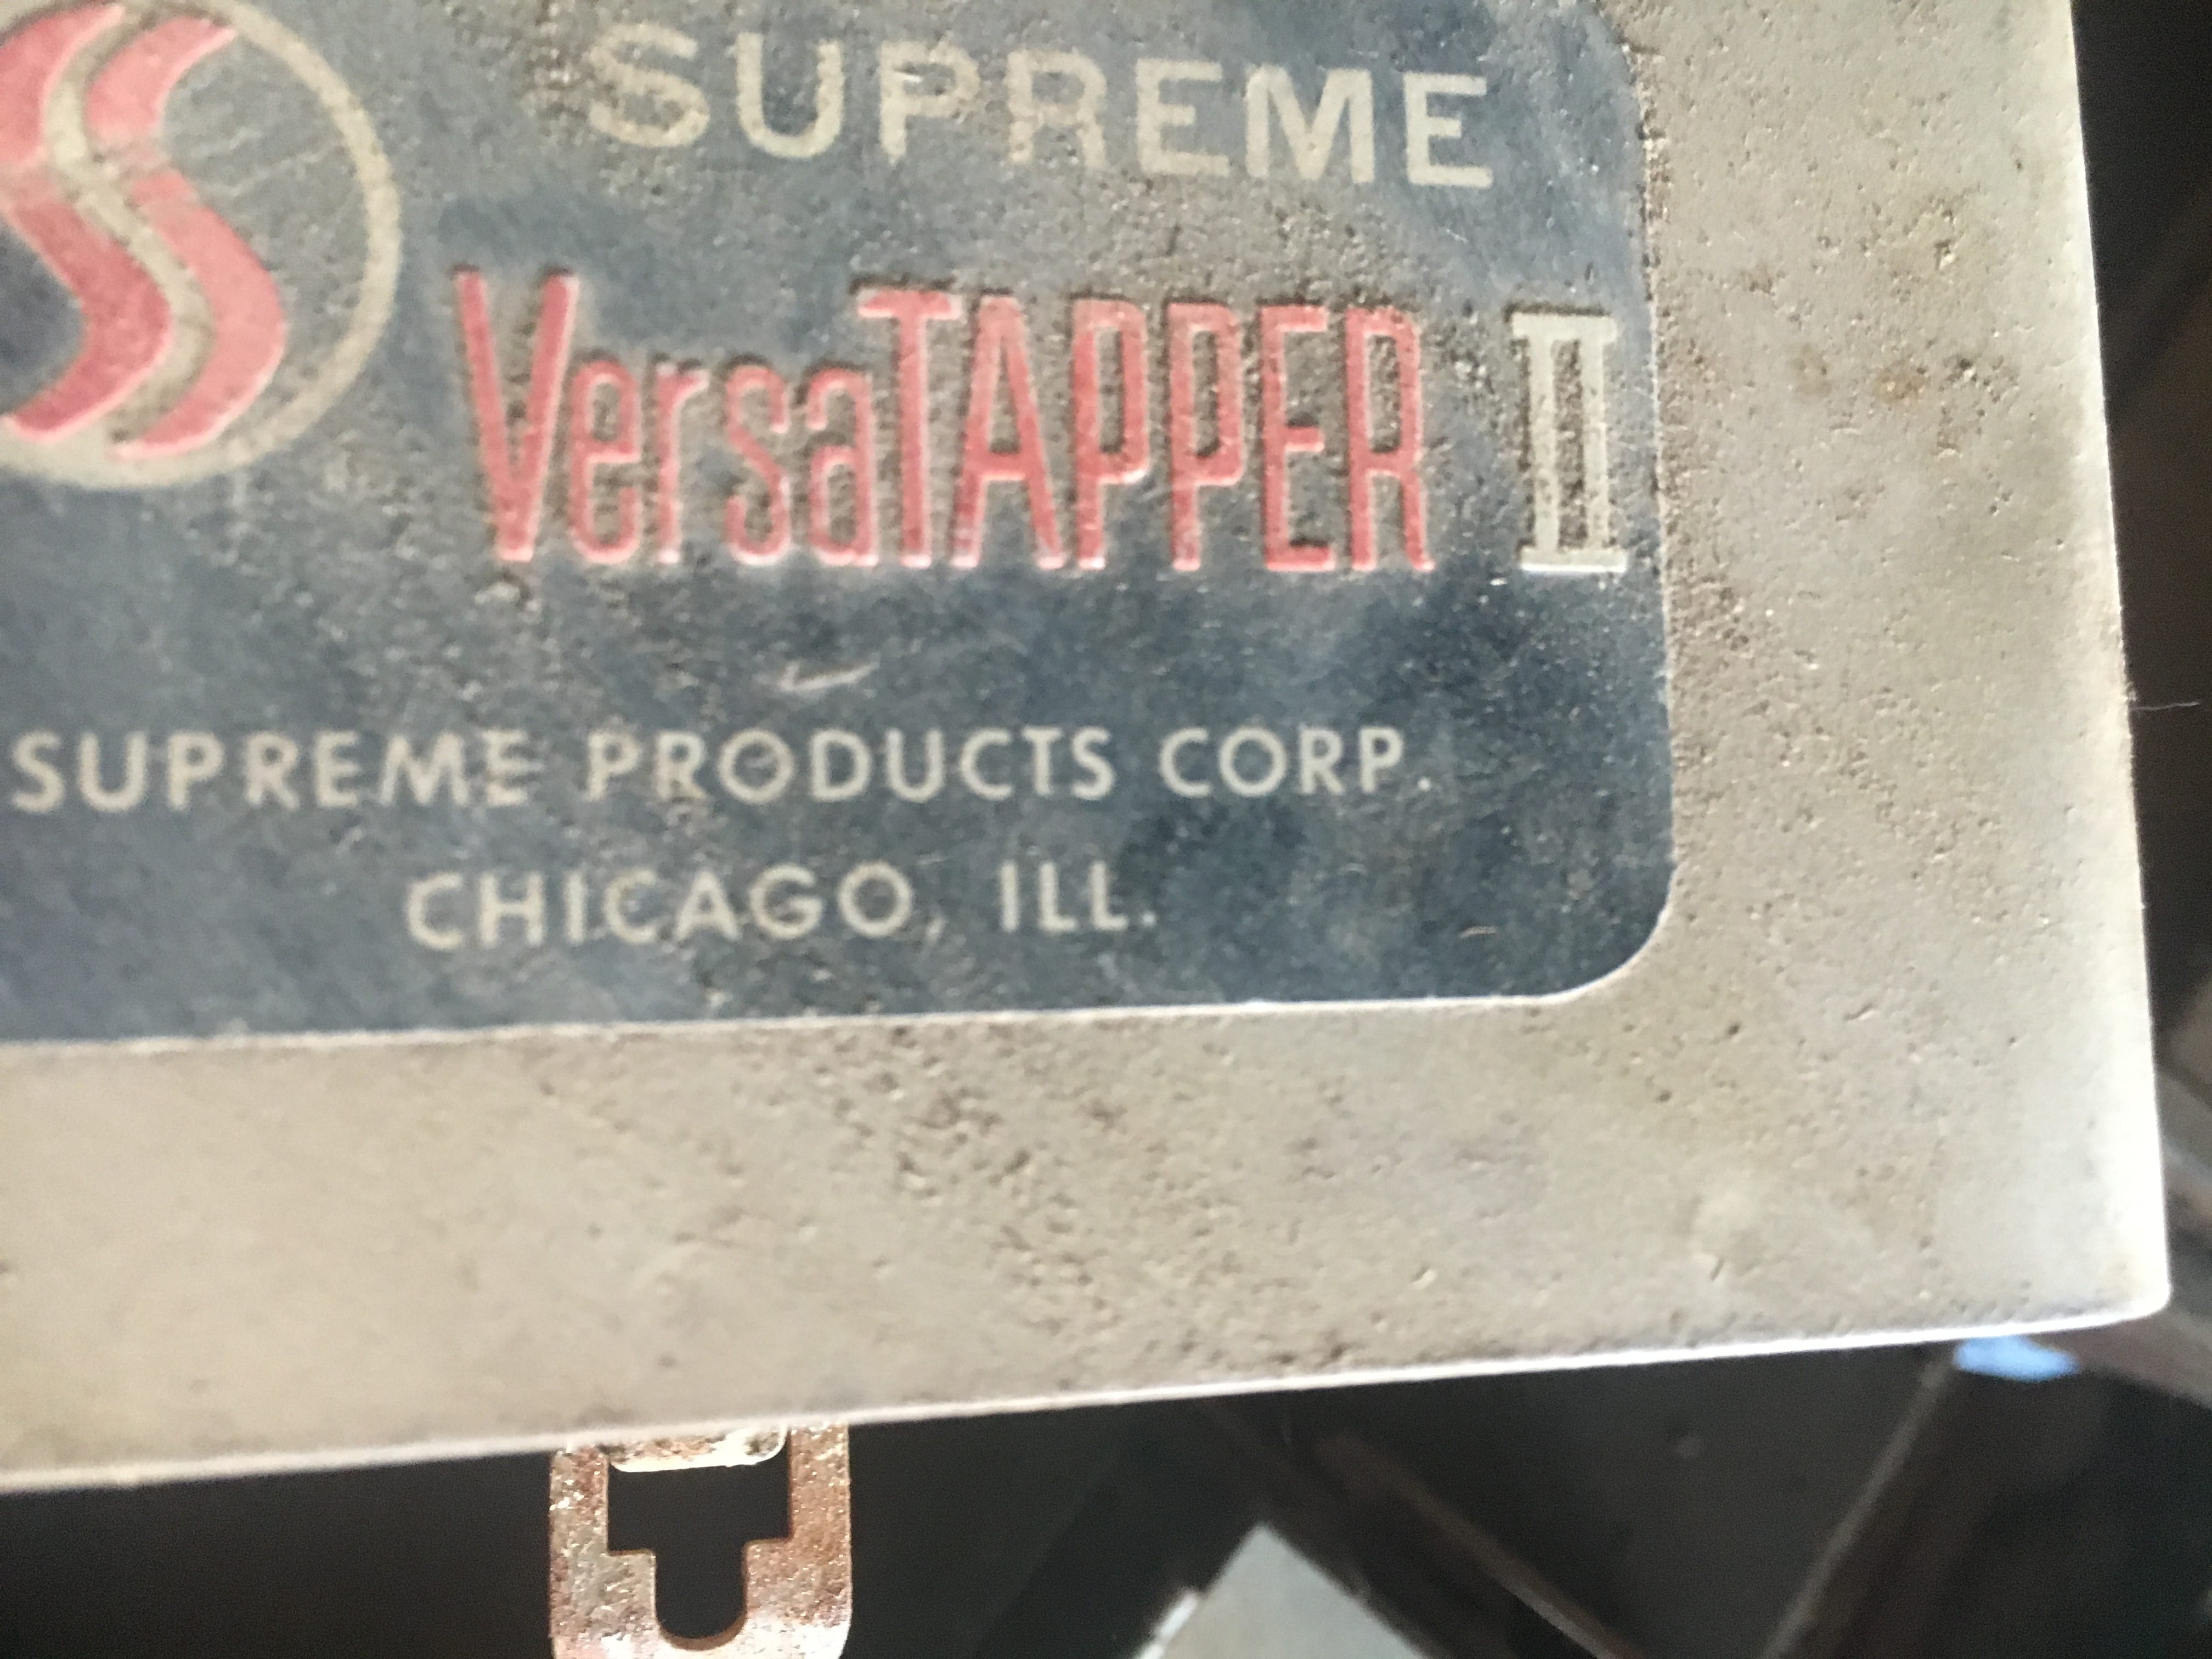 SUPREME
VersaTAPPER II
SUPREME PRODUCTS CORP.
CHICAGO, ILL.